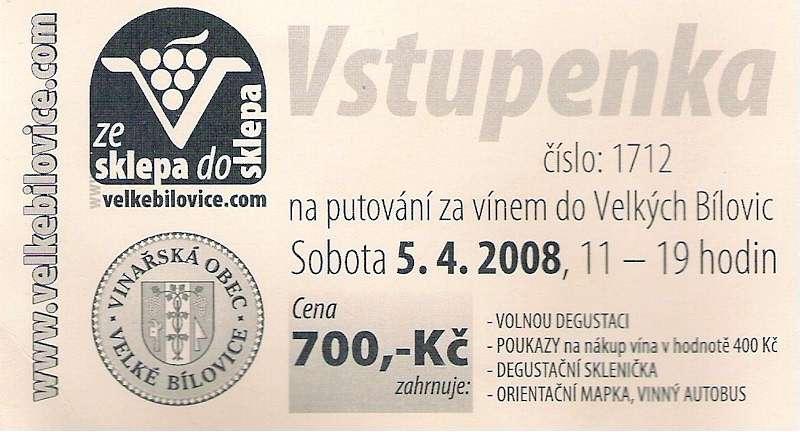 www.velkebilovice.com
ze
sklepa do
sklepa
www.
velkebilovice.com
VINAŘSKÁ OBEC
VELKÉ BÍLOVICE
Vstupenka
číslo: 1712
na putování za vínem do Velkých Bílovic
Sobota 5. 4. 2008, 11 – 19 hodin
Cena
700,-Kč
zahrnuje:
- VOLNOU DEGUSTACI
- POUKAZY na nákup vína v hodnotě 400 Kč
- DEGUSTAČNÍ SKLENIČKA
- ORIENTAČNÍ MAPKA, VINNÝ AUTOBUS